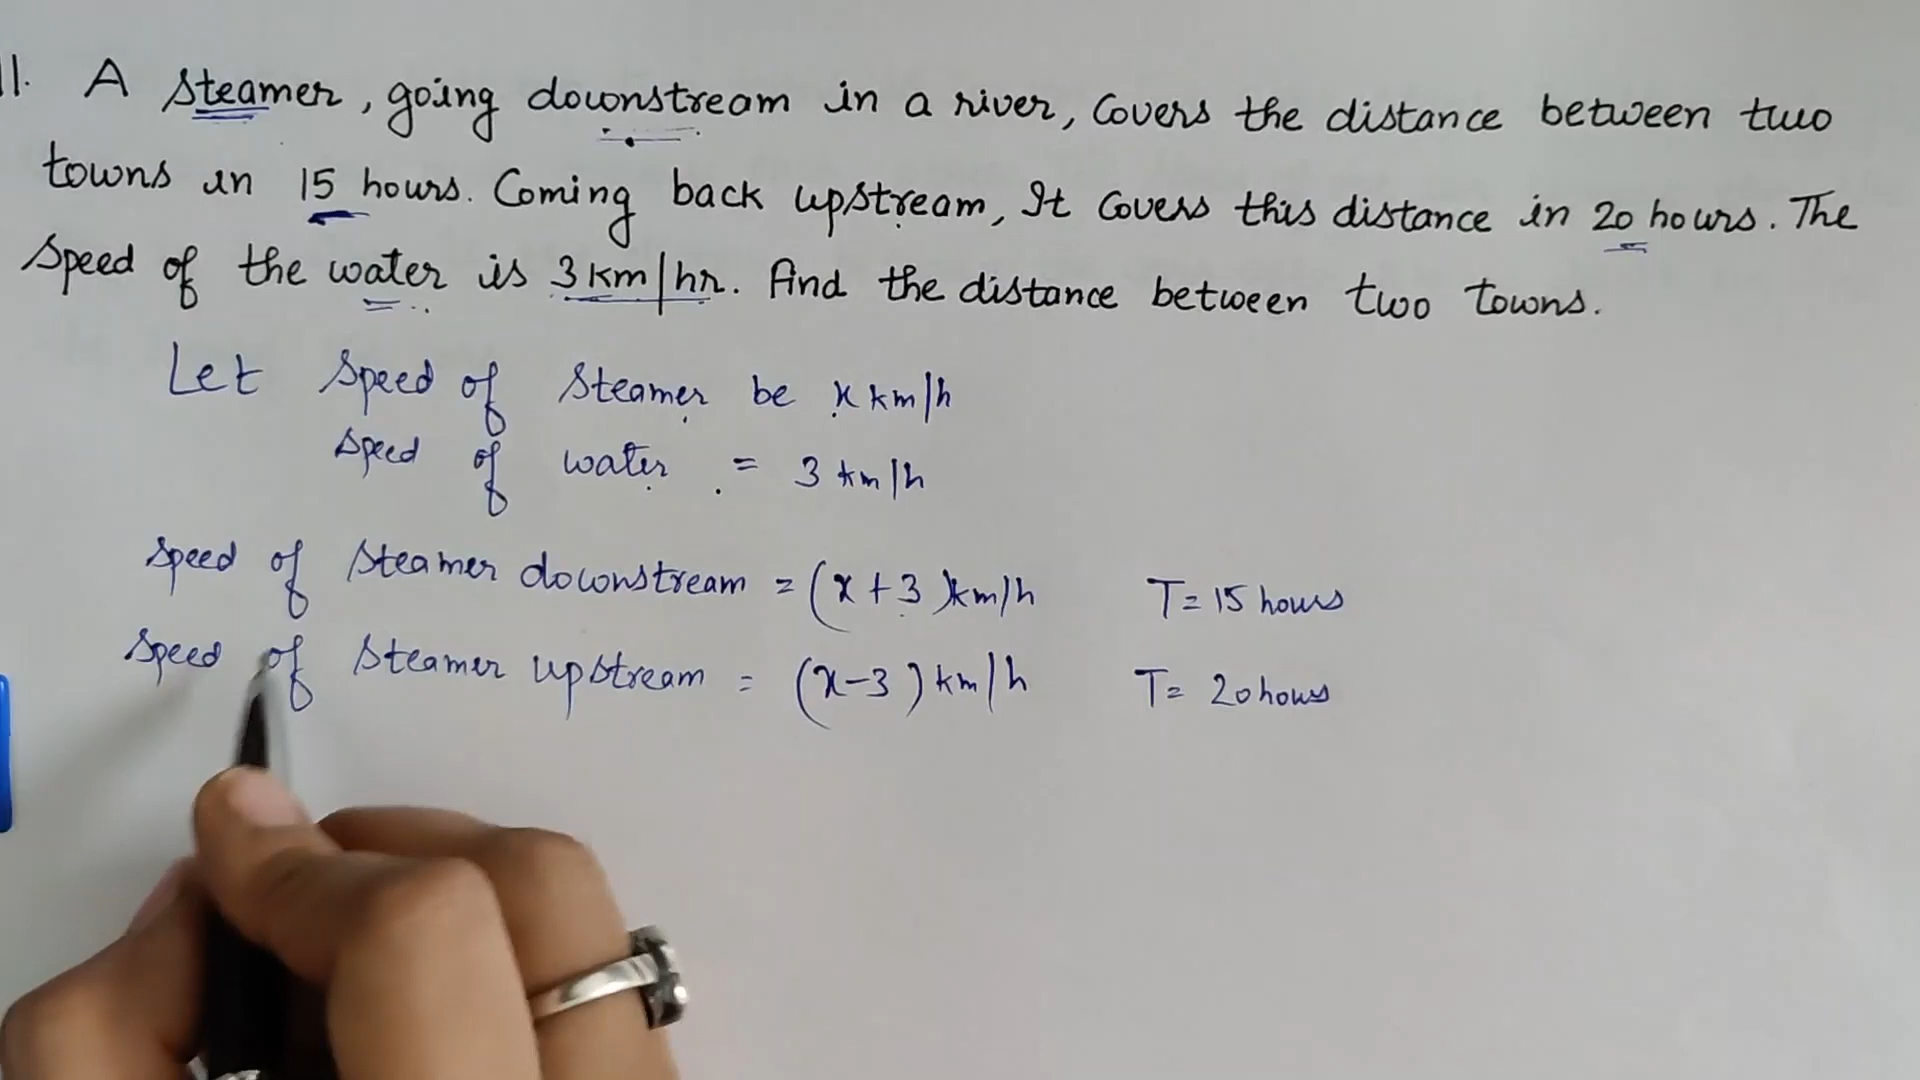 11. A steamer, going downstream in a river, Covers the distance between two
towns in 15 hours. Coming back upstream, It Covers this distance in 20 hours. The
Speed of the water is 3 km/hr. Find the distance between two towns.
Let Speed of Steamer be x km/h
Speed of water = 3 km/h
Speed of Steamer downstream = (x+3) km/h T= 15 hours
Speed of Steamer upstream = (x-3) km/h T= 20 hours